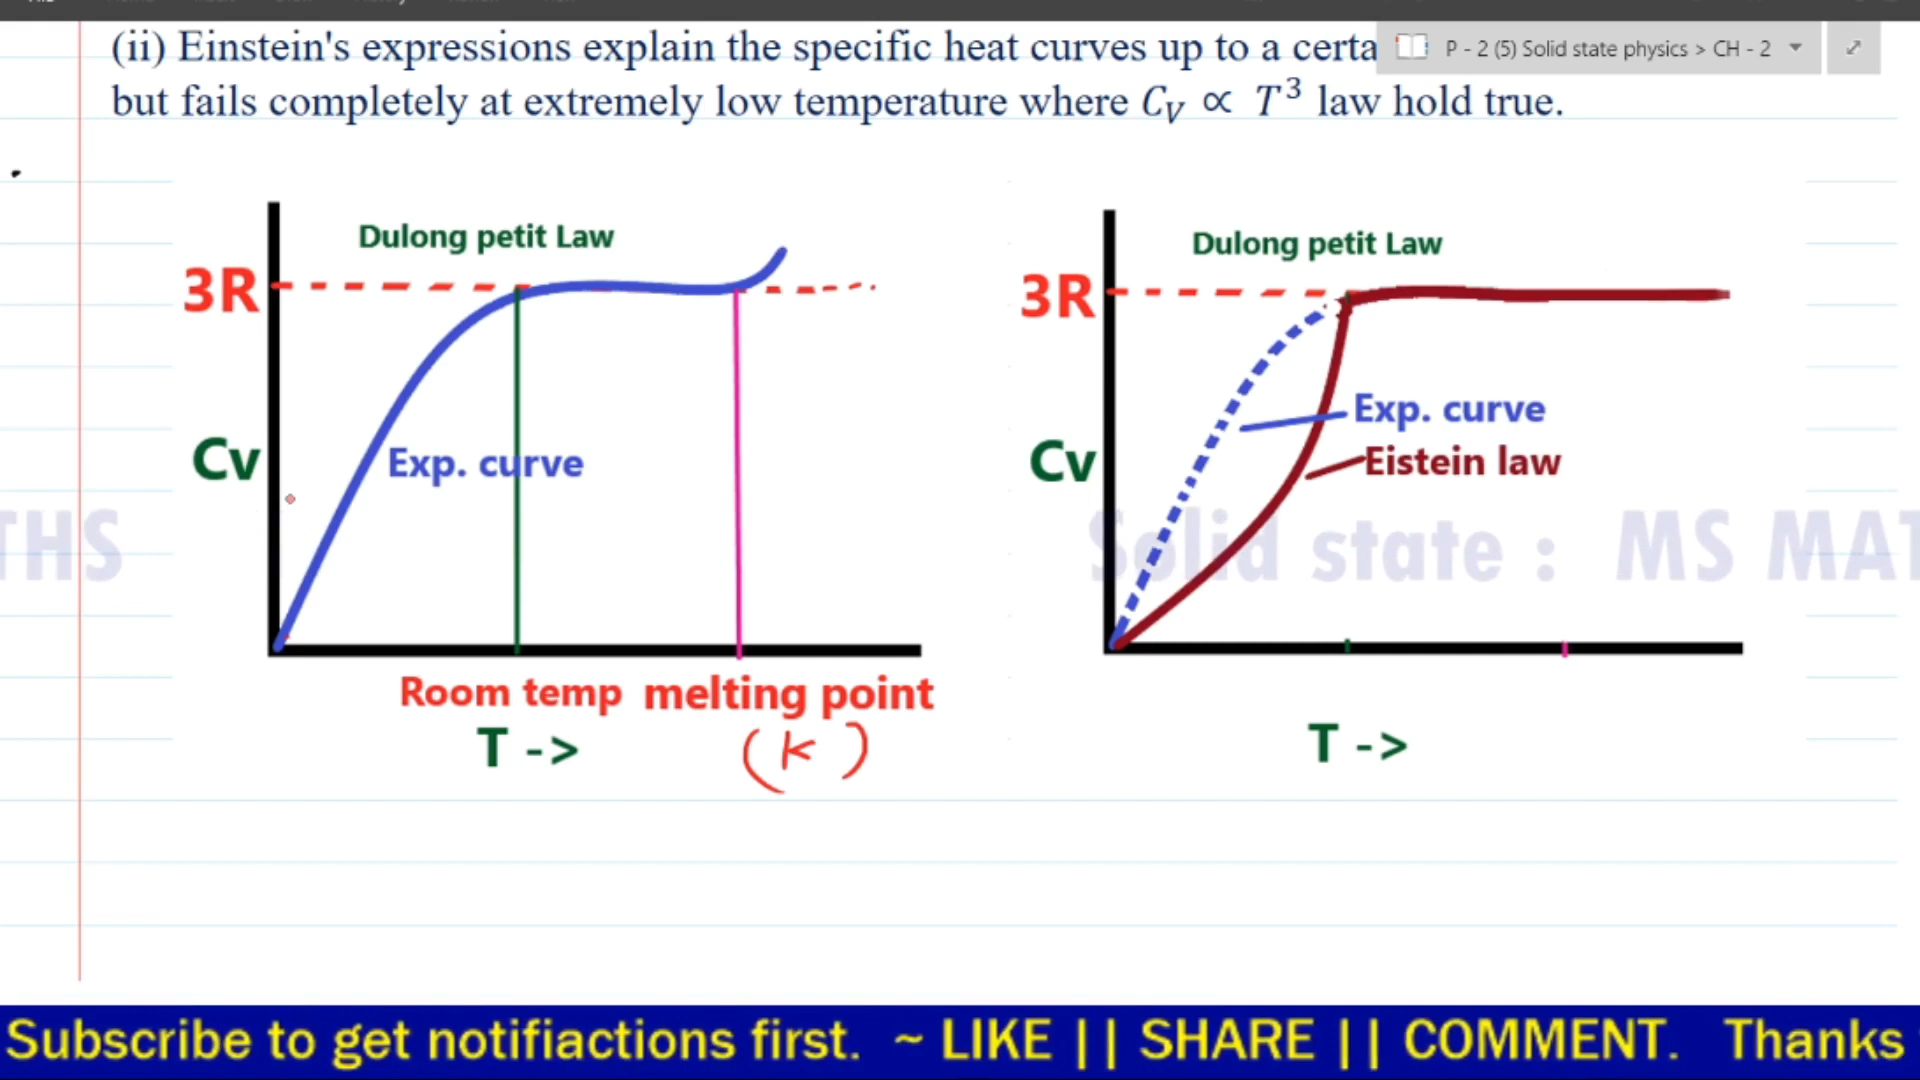 (ii) Einstein's expressions explain the specific heat curves up to a certa
P - 2 (5) Solid state physics > CH - 2
but fails completely at extremely low temperature where C_V ∝ T³ law hold true.
Dulong petit Law
3R
Cv
Exp. curve
Room temp melting point
T ->
(K)
Dulong petit Law
3R
Exp. curve
Cv
Eistein law
T ->
THS
Solid state : MS MAT
Subscribe to get notifiactions first. ~ LIKE || SHARE || COMMENT. Thanks